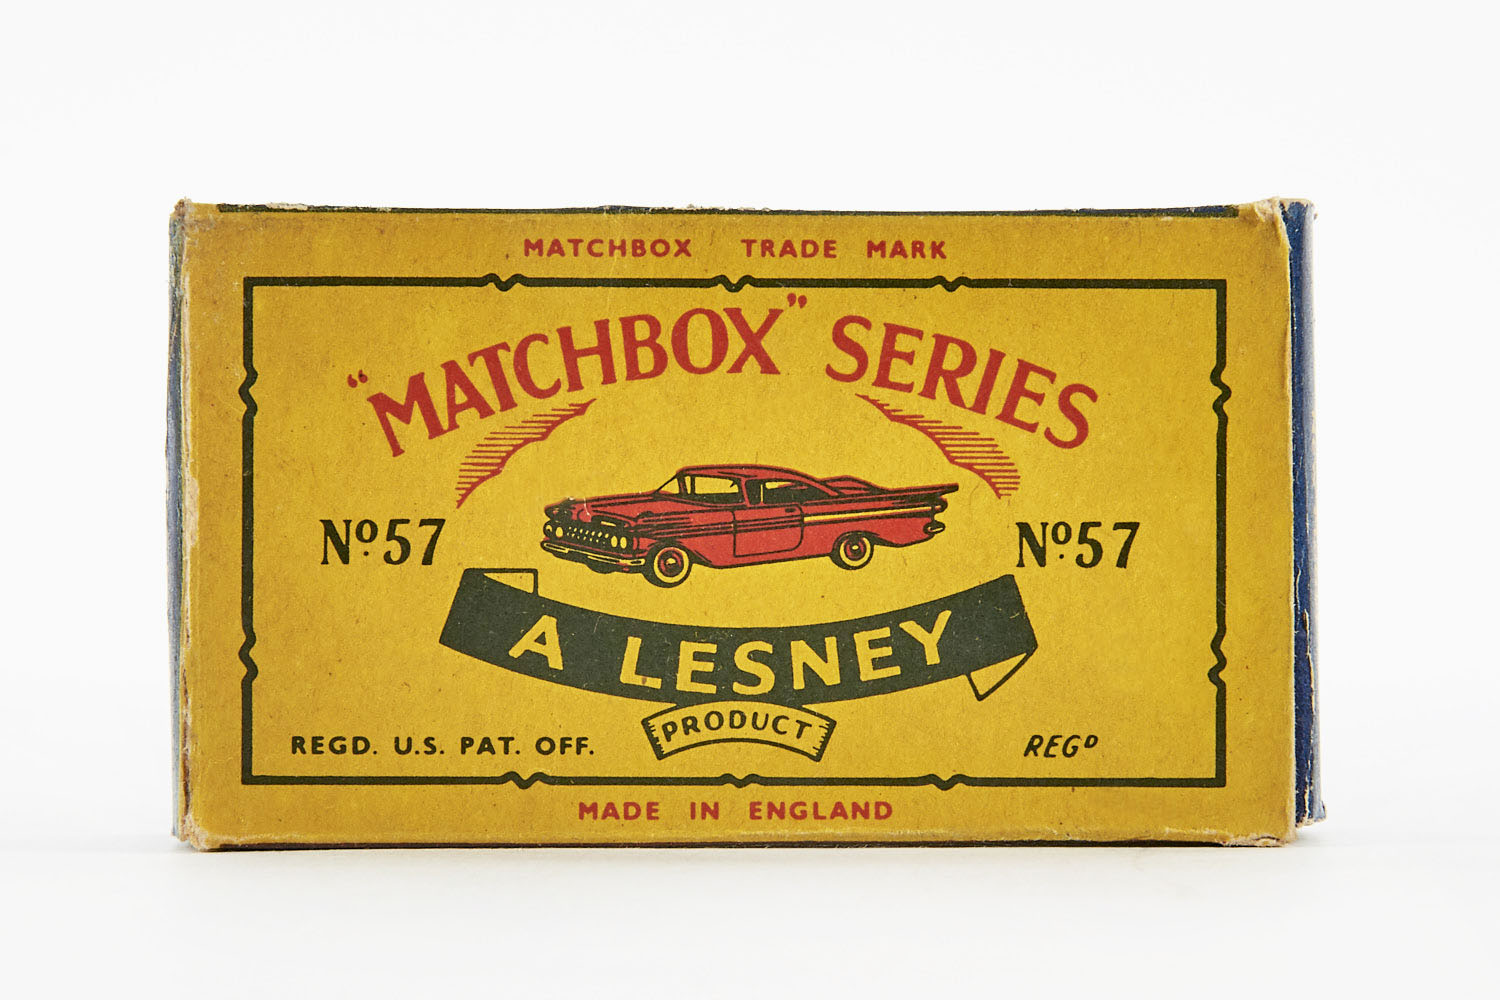 MATCHBOX TRADE MARK
"MATCHBOX" SERIES
Nº.57 Nº.57
A LESNEY
PRODUCT
REGD. U.S. PAT. OFF. REGD
MADE IN ENGLAND